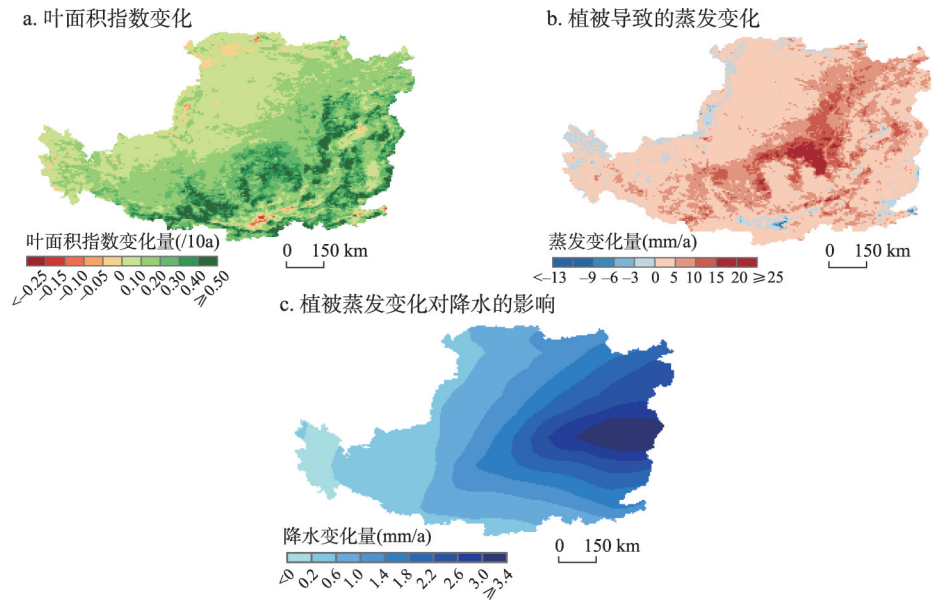 a. 叶面积指数变化
b. 植被导致的蒸发变化
叶面积指数变化量(/10a)
<-0.25 -0.15 -0.10 -0.05 0 0.10 0.20 0.30 0.40 ≥0.50
0 150 km
蒸发变化量(mm/a)
<-13 -9 -6 -3 0 5 10 15 20 ≥25
0 150 km
c. 植被蒸发变化对降水的影响
降水变化量(mm/a)
<0 0.2 0.6 1.0 1.4 1.8 2.2 2.6 3.0 ≥3.4
0 150 km